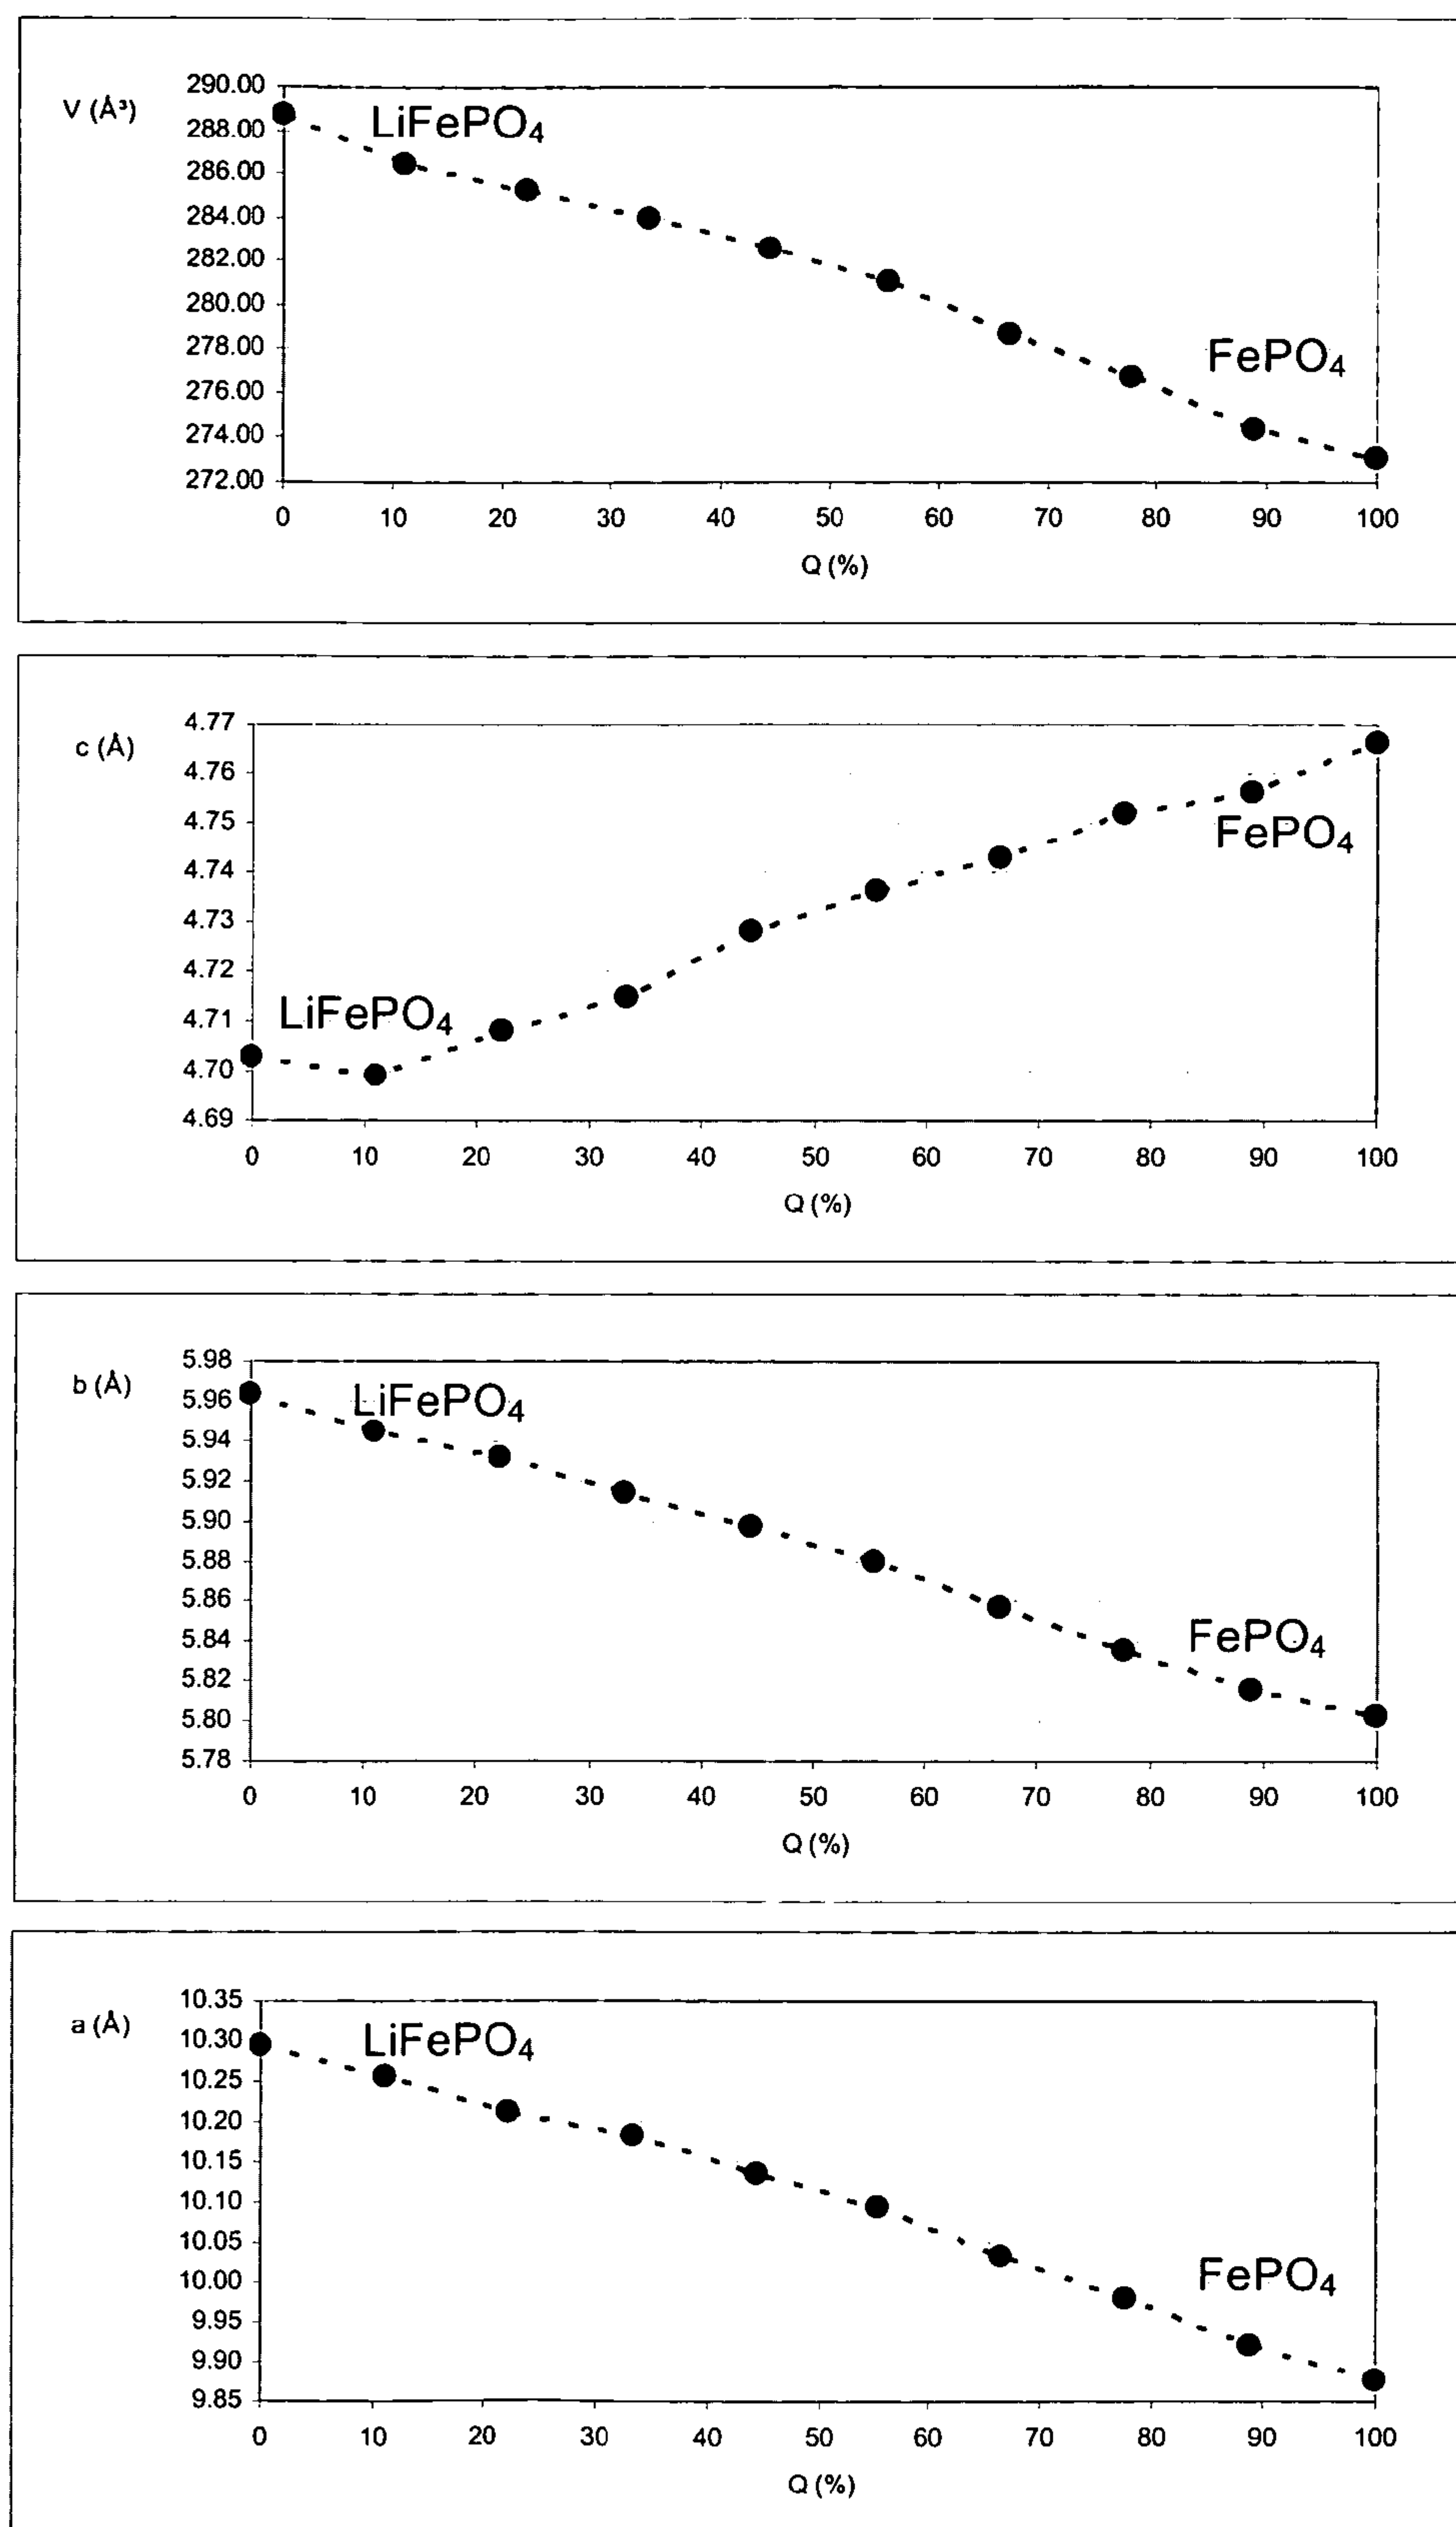 V (Å³)
290.00
288.00
286.00
284.00
282.00
280.00
278.00
276.00
274.00
272.00
LiFePO₄
FePO₄
0 10 20 30 40 50 60 70 80 90 100
Q (%)
c (Å)
4.77
4.76
4.75
4.74
4.73
4.72
4.71
4.70
4.69
FePO₄
LiFePO₄
0 10 20 30 40 50 60 70 80 90 100
Q (%)
b (Å)
5.98
5.96
5.94
5.92
5.90
5.88
5.86
5.84
5.82
5.80
5.78
LiFePO₄
FePO₄
0 10 20 30 40 50 60 70 80 90 100
Q (%)
a (Å)
10.35
10.30
10.25
10.20
10.15
10.10
10.05
10.00
9.95
9.90
9.85
LiFePO₄
FePO₄
0 10 20 30 40 50 60 70 80 90 100
Q (%)